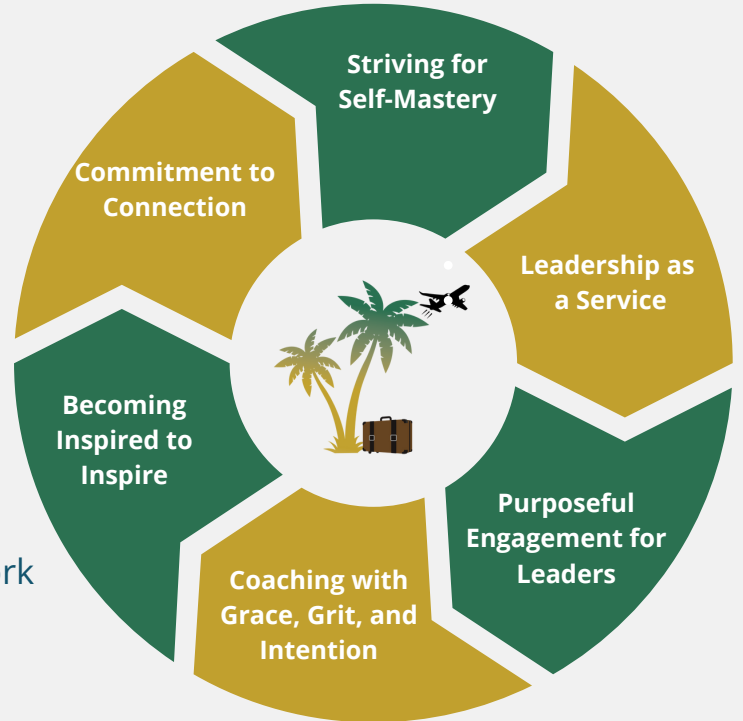 Striving for
Self-Mastery
Leadership as
a Service
Purposeful
Engagement for
Leaders
Coaching with
Grace, Grit, and
Intention
Becoming
Inspired to
Inspire
Commitment to
Connection